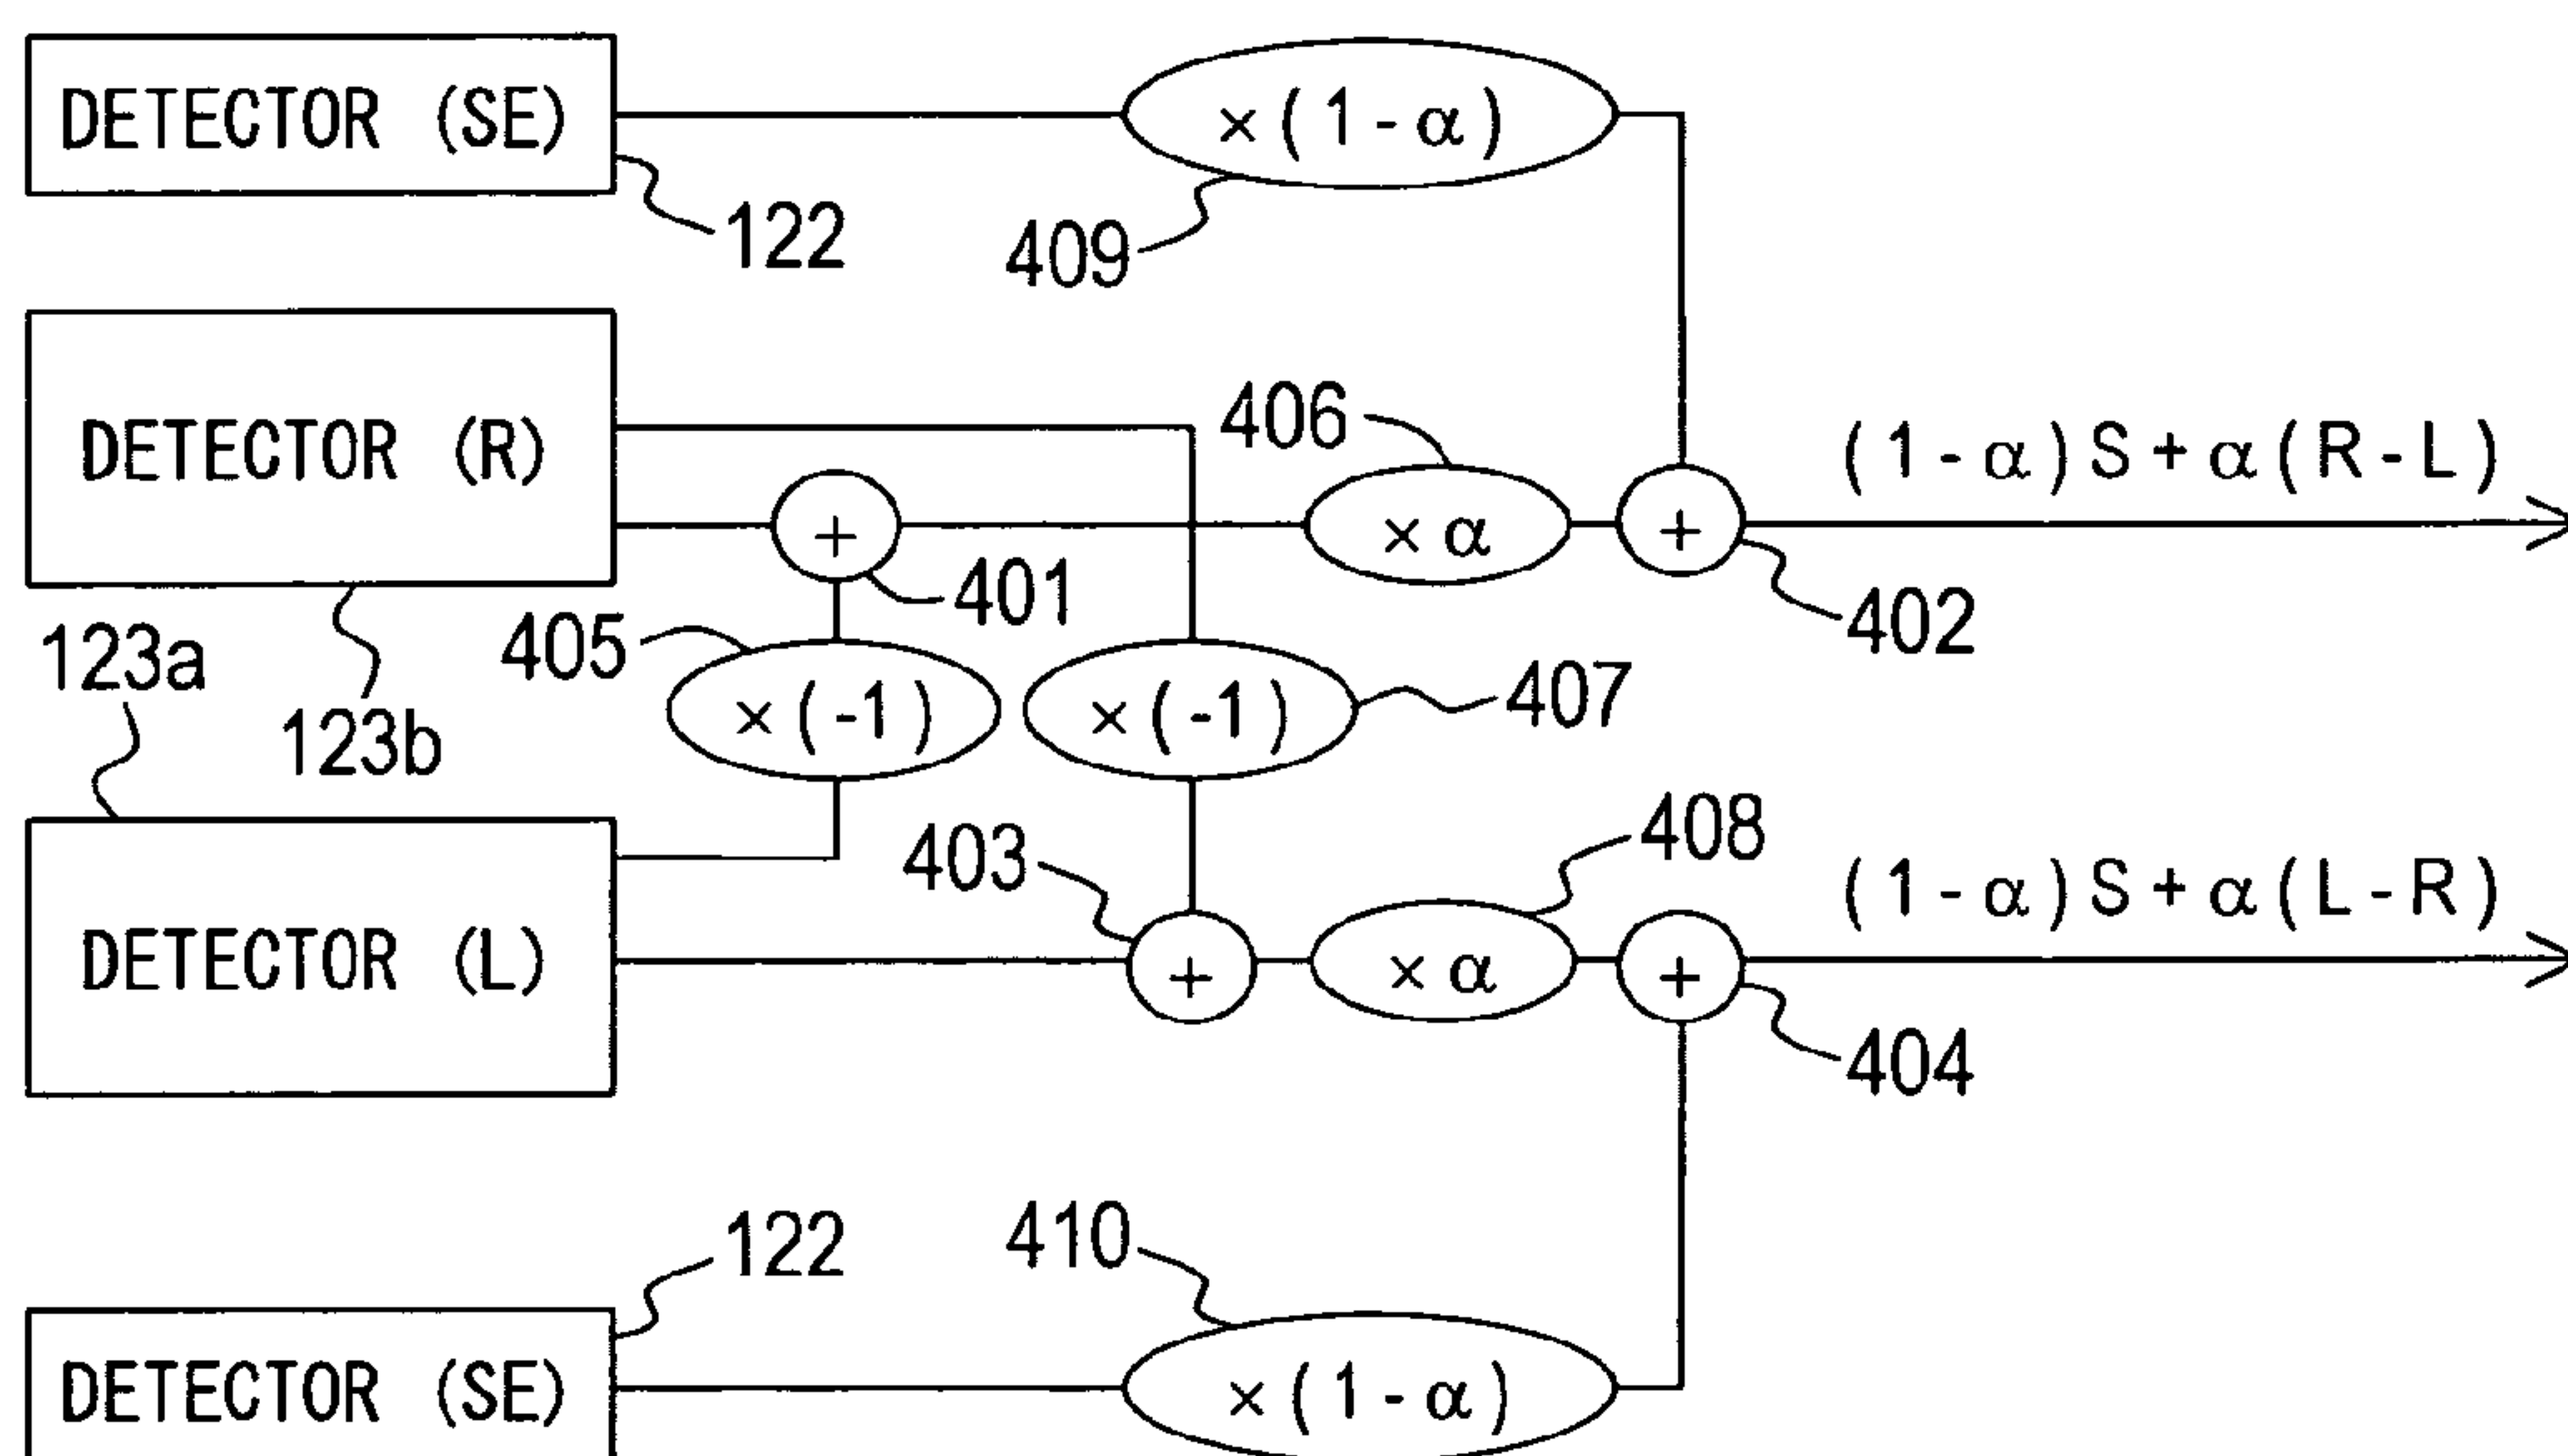 DETECTOR (SE)
× ( 1 - α )
122
409
DETECTOR (R)
406
( 1 - α ) S + α ( R - L )
+
× α
+
401
402
405
123a
123b
× ( -1 )
× ( -1 )
407
408
403
( 1 - α ) S + α ( L - R )
DETECTOR (L)
+
× α
+
404
122
410
DETECTOR (SE)
× ( 1 - α )